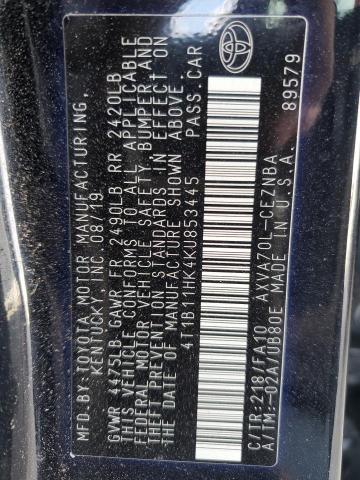 MFD.BY:TOYOTA MOTOR MANUFACTURING,
KENTUCKY, INC. 08/19
GVWR 4475LB GAWR FR 2490LB RR 2420LB
THIS VEHICLE CONFORMS TO ALL APPLICABLE
FEDERAL MOTOR VEHICLE SAFETY, BUMPER, AND
THEFT PREVENTION STANDARDS IN EFFECT ON
THE DATE OF MANUFACTURE SHOWN ABOVE.
4T1B11HK4KU853445 PASS.CAR
C/TR:218/FA10 AXVA70L-CEZNBA
A/TM:-02A/UB80E MADE IN U.S.A. 89579